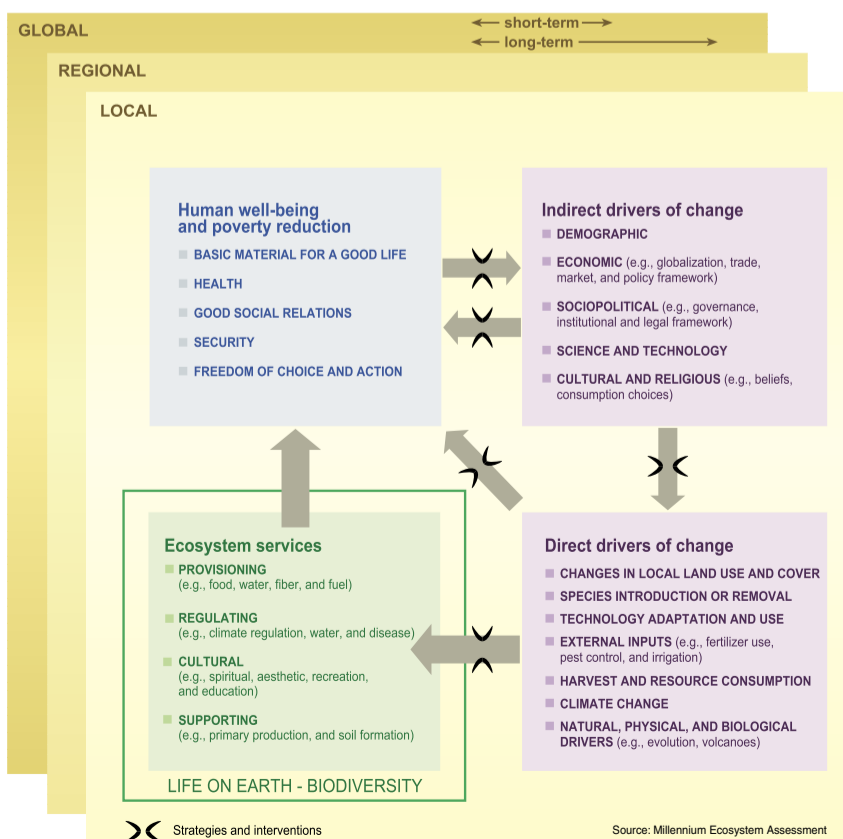 GLOBAL
short-term
long-term
REGIONAL
LOCAL
Human well-being
and poverty reduction
BASIC MATERIAL FOR A GOOD LIFE
HEALTH
GOOD SOCIAL RELATIONS
SECURITY
FREEDOM OF CHOICE AND ACTION
Indirect drivers of change
DEMOGRAPHIC
ECONOMIC (e.g., globalization, trade,
market, and policy framework)
SOCIOPOLITICAL (e.g., governance,
institutional and legal framework)
SCIENCE AND TECHNOLOGY
CULTURAL AND RELIGIOUS (e.g., beliefs,
consumption choices)
Ecosystem services
PROVISIONING
(e.g., food, water, fiber, and fuel)
REGULATING
(e.g., climate regulation, water, and disease)
CULTURAL
(e.g., spiritual, aesthetic, recreation,
and education)
SUPPORTING
(e.g., primary production, and soil formation)
LIFE ON EARTH - BIODIVERSITY
Direct drivers of change
CHANGES IN LOCAL LAND USE AND COVER
SPECIES INTRODUCTION OR REMOVAL
TECHNOLOGY ADAPTATION AND USE
EXTERNAL INPUTS (e.g., fertilizer use,
pest control, and irrigation)
HARVEST AND RESOURCE CONSUMPTION
CLIMATE CHANGE
NATURAL, PHYSICAL, AND BIOLOGICAL
DRIVERS (e.g., evolution, volcanoes)
Strategies and interventions
Source: Millennium Ecosystem Assessment